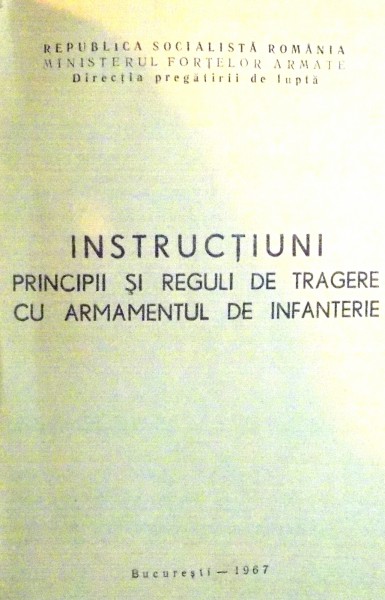 REPUBLICA SOCIALISTĂ ROMÂNIA
MINISTERUL FORȚELOR ARMATE
Direcția pregătirii de luptă
INSTRUCȚIUNI
PRINCIPII ȘI REGULI DE TRAGERE
CU ARMAMENTUL DE INFANTERIE
București — 1967